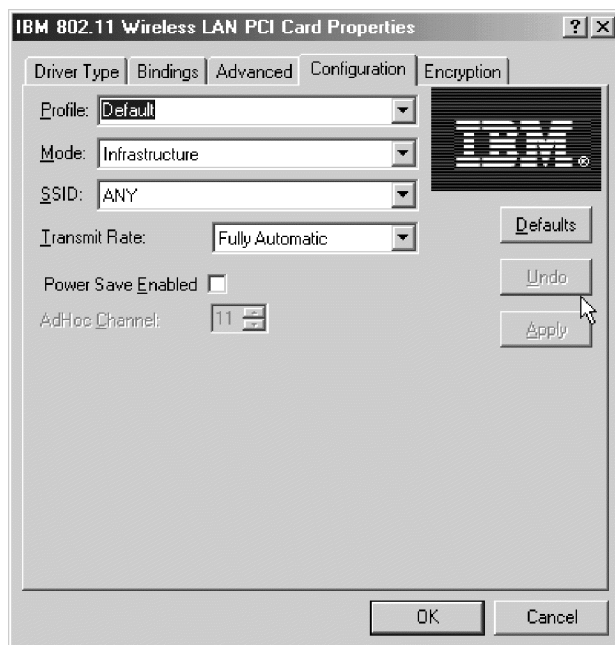 IBM 802.11 Wireless LAN PCI Card Properties
Driver Type Bindings Advanced Configuration Encryption
Profile: Default
IBM®
Mode: Infrastructure
SSID: ANY
Defaults
Transmit Rate: Fully Automatic
Power Save Enabled
Undo
AdHoc Channel: 11
Apply
OK Cancel